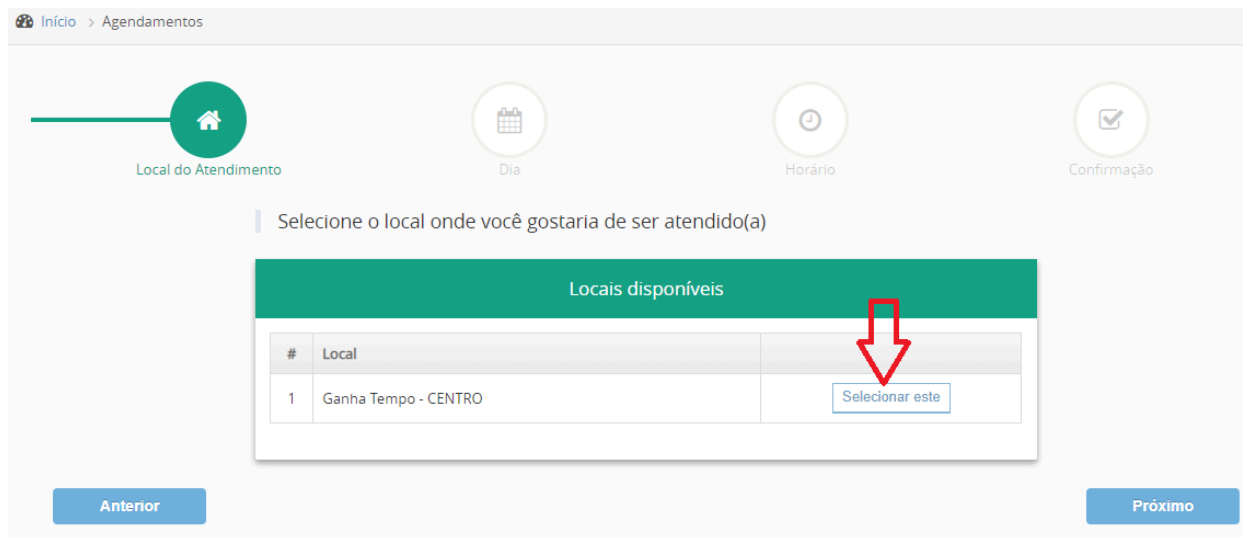 Início > Agendamentos
Local do Atendimento
Dia
Horário
Confirmação
Selecione o local onde você gostaria de ser atendido(a)
Locais disponíveis
# Local
1 Ganha Tempo - CENTRO Selecionar este
Anterior Próximo